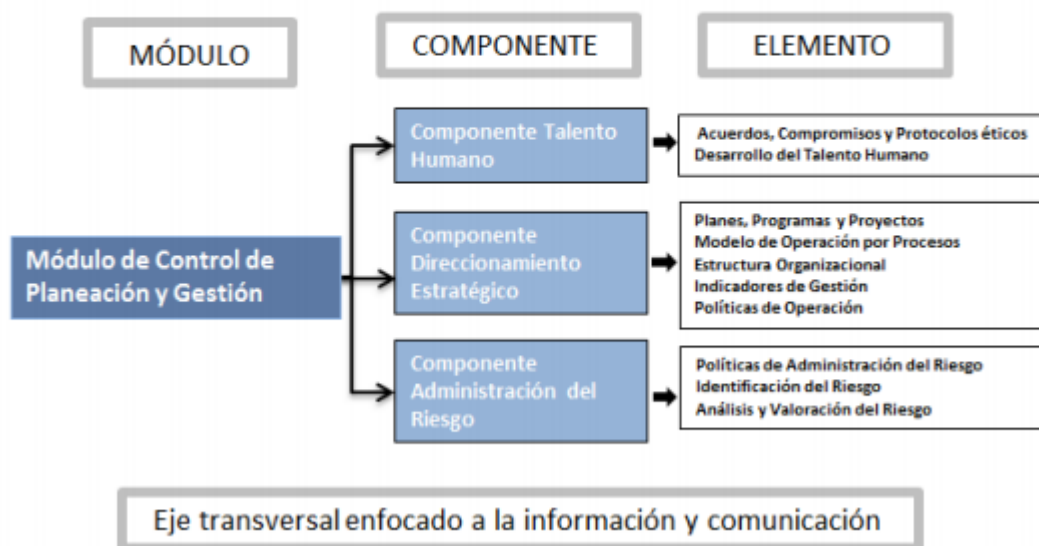 MÓDULO
COMPONENTE
ELEMENTO
Módulo de Control de
Planeación y Gestión
Componente Talento
Humano
Acuerdos, Compromisos y Protocolos éticos
Desarrollo del Talento Humano
Componente
Direccionamiento
Estratégico
Planes, Programas y Proyectos
Modelo de Operación por Procesos
Estructura Organizacional
Indicadores de Gestión
Políticas de Operación
Componente
Administración del
Riesgo
Políticas de Administración del Riesgo
Identificación del Riesgo
Análisis y Valoración del Riesgo
Eje transversal enfocado a la información y comunicación